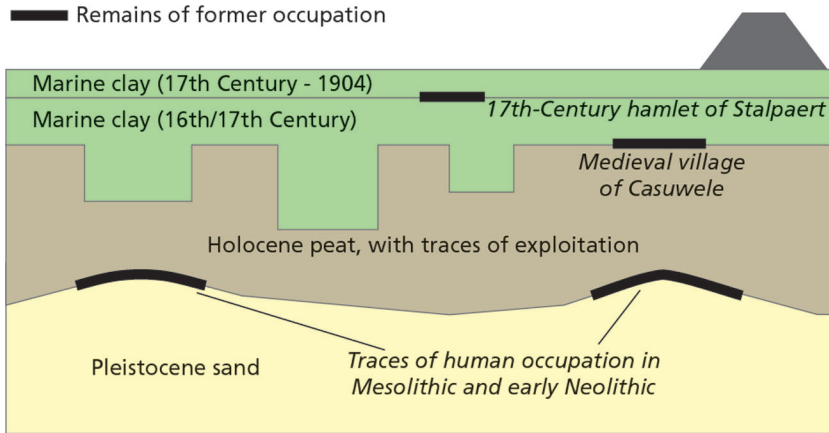 Remains of former occupation
Marine clay (17th Century - 1904)
17th-Century hamlet of Stalpaert
Marine clay (16th/17th Century)
Medieval village
of Casuwele
Holocene peat, with traces of exploitation
Pleistocene sand
Traces of human occupation in
Mesolithic and early Neolithic